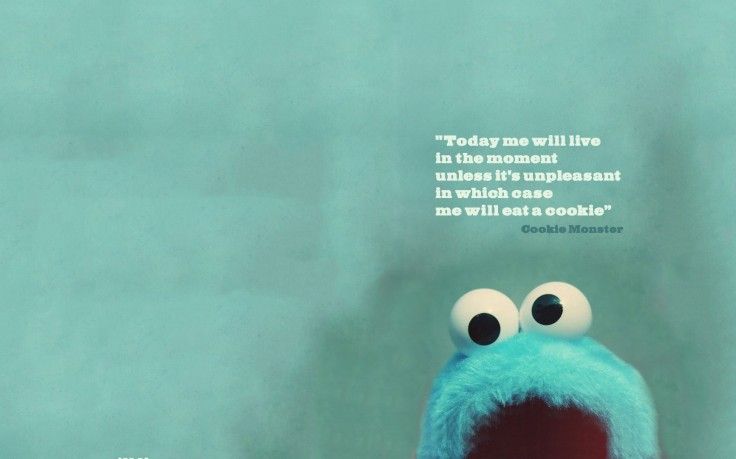 "Today me will live
in the moment
unless it's unpleasant
in which case
me will eat a cookie”
Cookie Monster